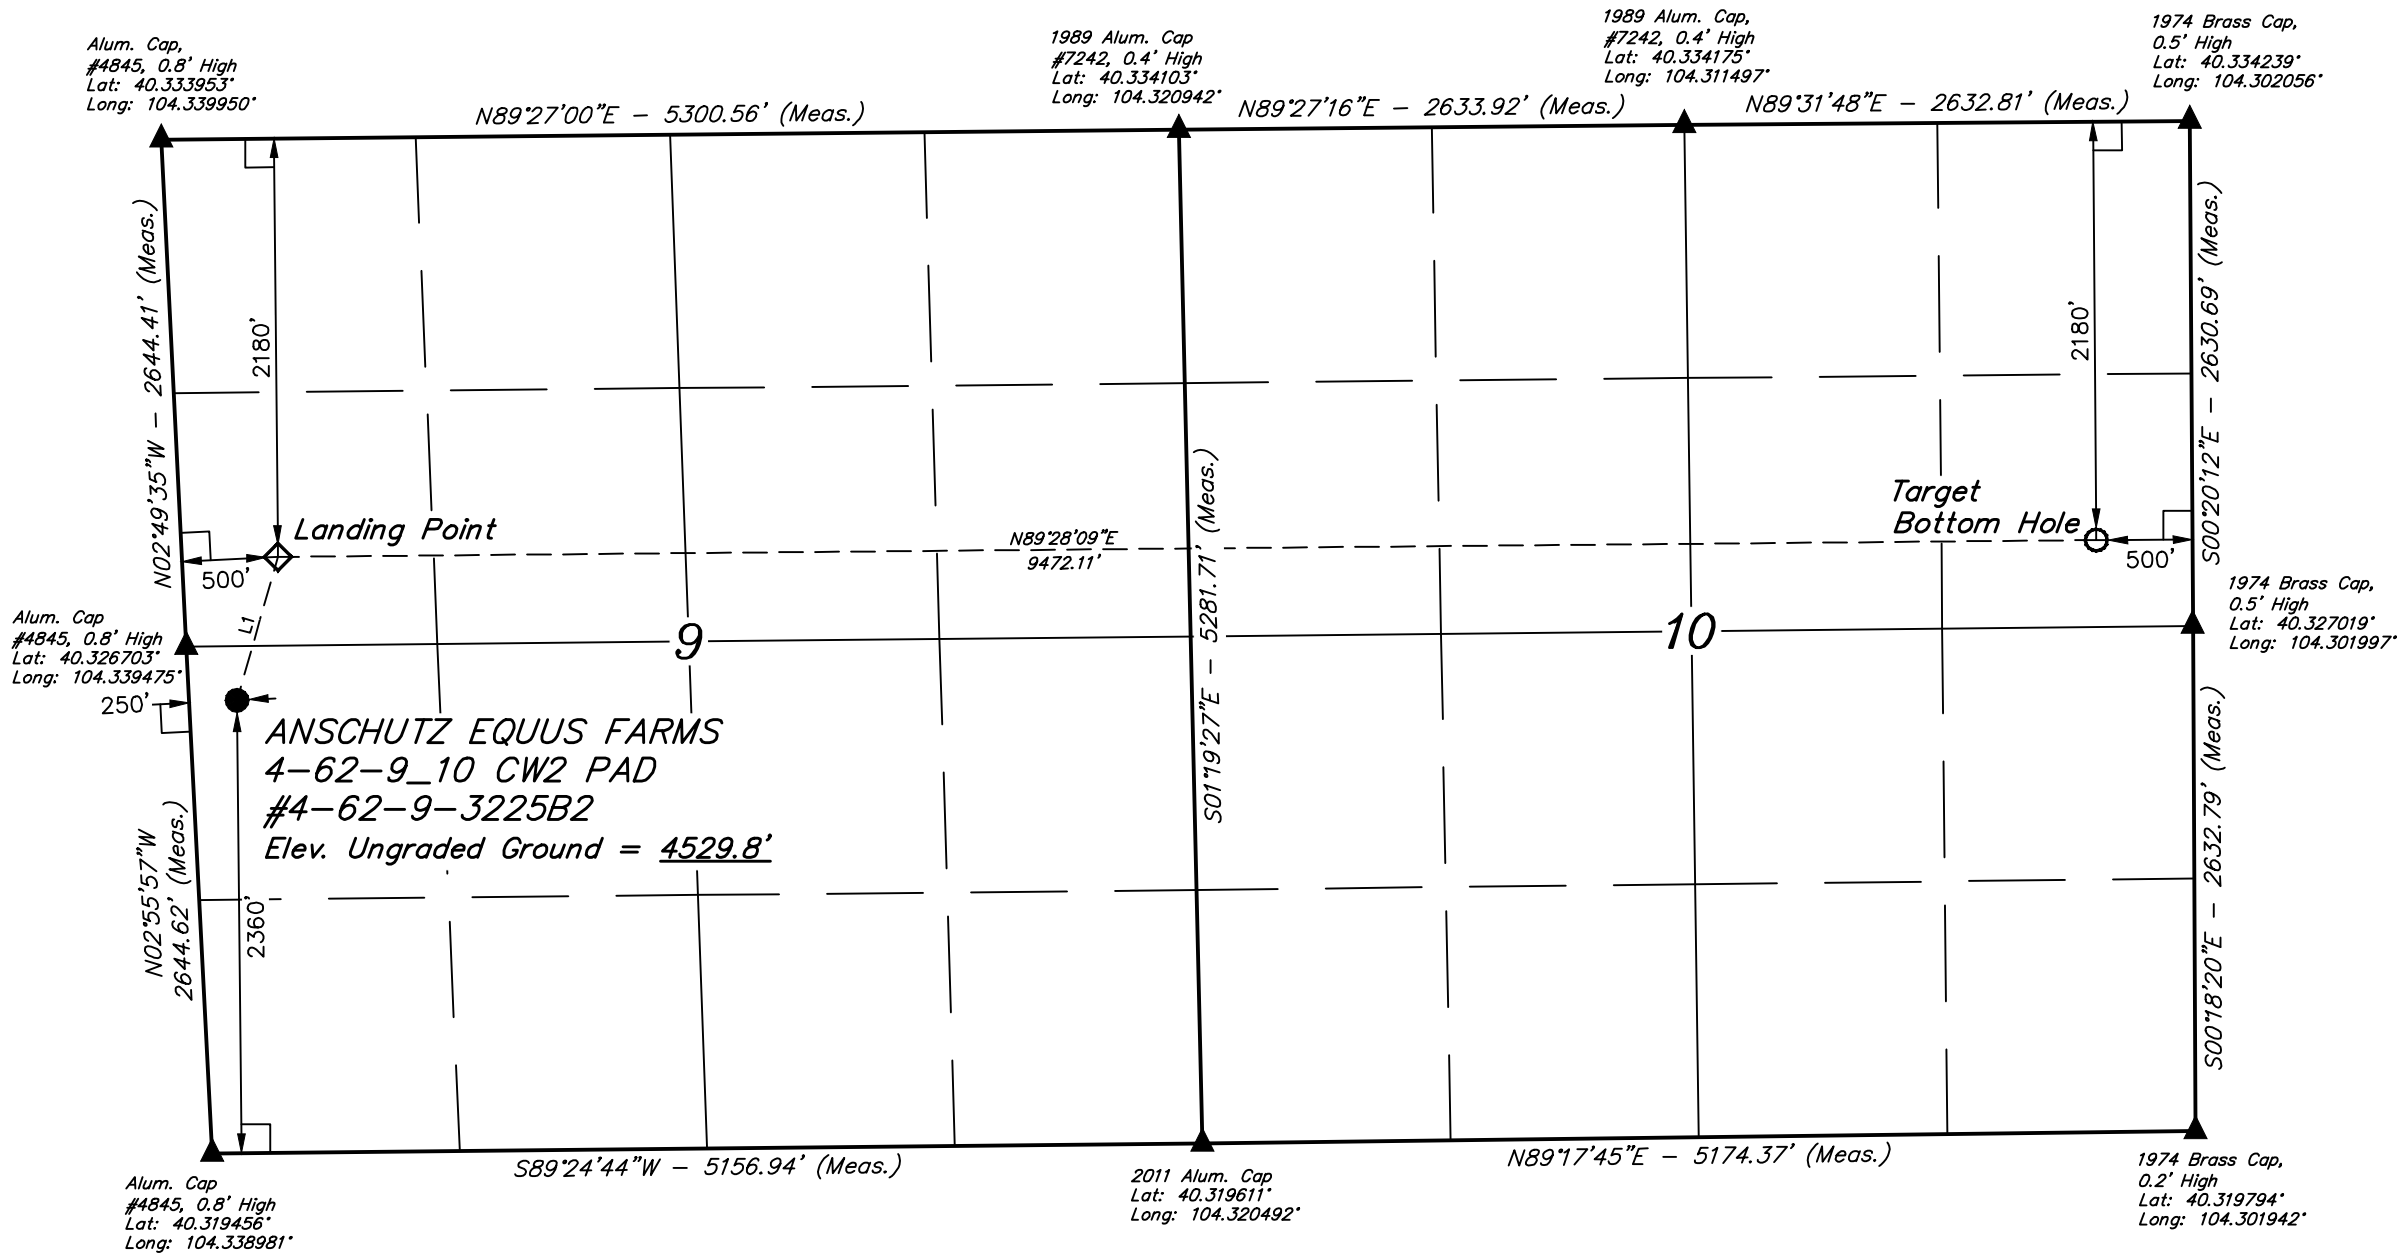 Alum. Cap,
#4845, 0.8' High
Lat: 40.333953°
Long: 104.339950°
1989 Alum. Cap
#7242, 0.4' High
Lat: 40.334103°
Long: 104.320942°
1989 Alum. Cap,
#7242, 0.4' High
Lat: 40.334175°
Long: 104.311497°
1974 Brass Cap,
0.5' High
Lat: 40.334239°
Long: 104.302056°
N89°27'00"E - 5300.56' (Meas.)
N89°27'16"E - 2633.92' (Meas.)
N89°31'48"E - 2632.81' (Meas.)
N02°49'35"W - 2644.41' (Meas.)
2180'
2180'
S00°20'12"E - 2630.69' (Meas.)
Landing Point
500'
N89°28'09"E
9472.11'
Target
Bottom Hole
500'
S01°19'27"E - 5281.71' (Meas.)
Alum. Cap
#4845, 0.8' High
Lat: 40.326703°
Long: 104.339475°
L1
9
10
1974 Brass Cap,
0.5' High
Lat: 40.327019°
Long: 104.301997°
250'
ANSCHUTZ EQUUS FARMS
4-62-9_10 CW2 PAD
#4-62-9-3225B2
Elev. Ungraded Ground = 4529.8'
N02°55'57"W
2644.62' (Meas.)
2360'
S00°18'20"E - 2632.79' (Meas.)
S89°24'44"W - 5156.94' (Meas.)
N89°17'45"E - 5174.37' (Meas.)
Alum. Cap
#4845, 0.8' High
Lat: 40.319456°
Long: 104.338981°
2011 Alum. Cap
Lat: 40.319611°
Long: 104.320492°
1974 Brass Cap,
0.2' High
Lat: 40.319794°
Long: 104.301942°